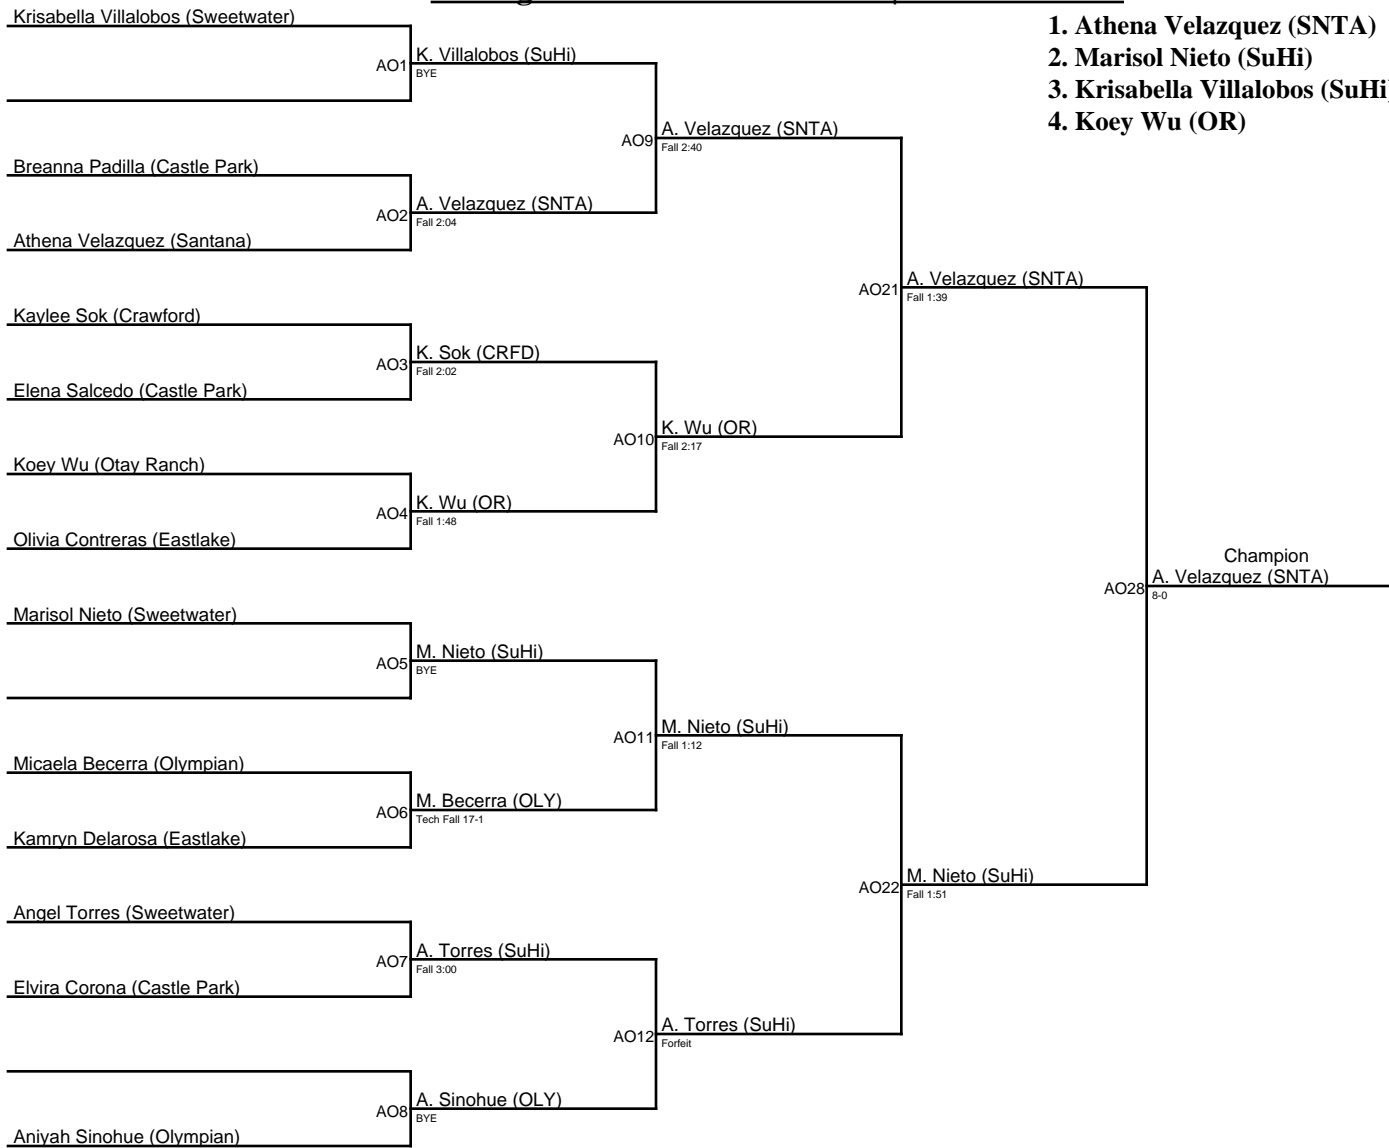 Krisabella Villalobos (Sweetwater)
AO1
K. Villalobos (SuHi)
BYE
Breanna Padilla (Castle Park)
AO2
A. Velazquez (SNTA)
Fall 2:04
Athena Velazquez (Santana)
AO9
A. Velazquez (SNTA)
Fall 2:40
Kaylee Sok (Crawford)
AO3
K. Sok (CRFD)
Fall 2:02
Elena Salcedo (Castle Park)
AO10
K. Wu (OR)
Fall 2:17
Koey Wu (Otay Ranch)
AO4
K. Wu (OR)
Fall 1:48
Olivia Contreras (Eastlake)
AO21
A. Velazquez (SNTA)
Fall 1:39
Marisol Nieto (Sweetwater)
AO5
M. Nieto (SuHi)
BYE
AO11
M. Nieto (SuHi)
Fall 1:12
Micaela Becerra (Olympian)
AO6
M. Becerra (OLY)
Tech Fall 17-1
Kamryn Delarosa (Eastlake)
AO22
M. Nieto (SuHi)
Fall 1:51
Angel Torres (Sweetwater)
AO7
A. Torres (SuHi)
Fall 3:00
Elvira Corona (Castle Park)
AO12
A. Torres (SuHi)
Forfeit
AO8
A. Sinohue (OLY)
BYE
Aniyah Sinohue (Olympian)
AO28
Champion
A. Velazquez (SNTA)
8-0
1. Athena Velazquez (SNTA)
2. Marisol Nieto (SuHi)
3. Krisabella Villalobos (SuHi)
4. Koey Wu (OR)